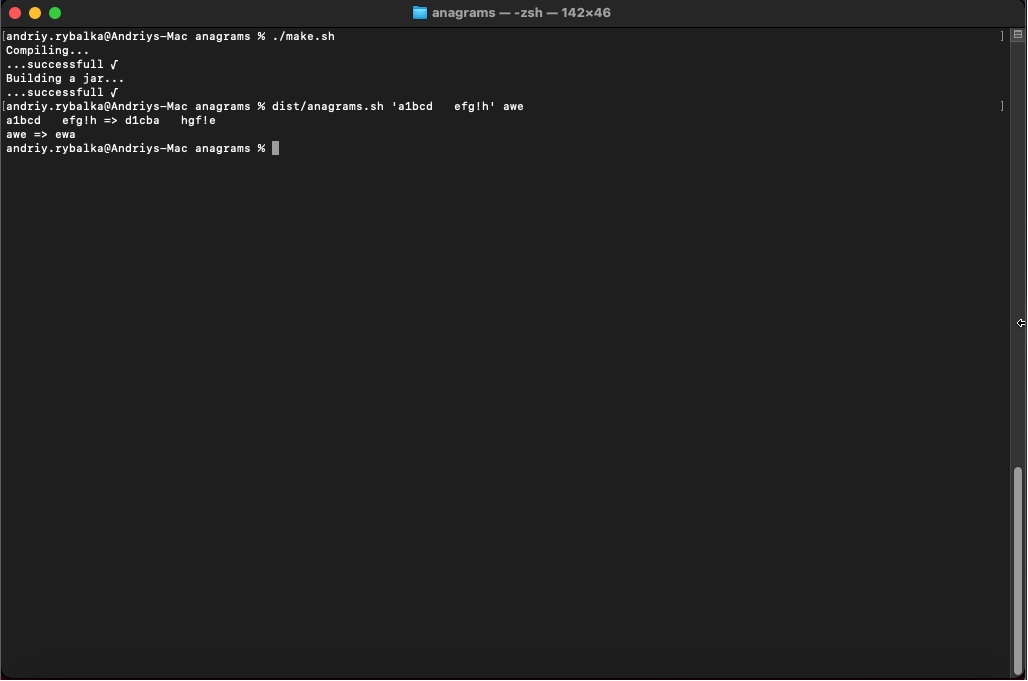 anagrams — -zsh — 142×46
[andriy.rybalka@Andriys-Mac anagrams % ./make.sh ]
Compiling...
...successfull √
Building a jar...
...successfull √
[andriy.rybalka@Andriys-Mac anagrams % dist/anagrams.sh 'a1bcd   efg!h' awe ]
a1bcd   efg!h => d1cba   hgf!e
awe => ewa
andriy.rybalka@Andriys-Mac anagrams %